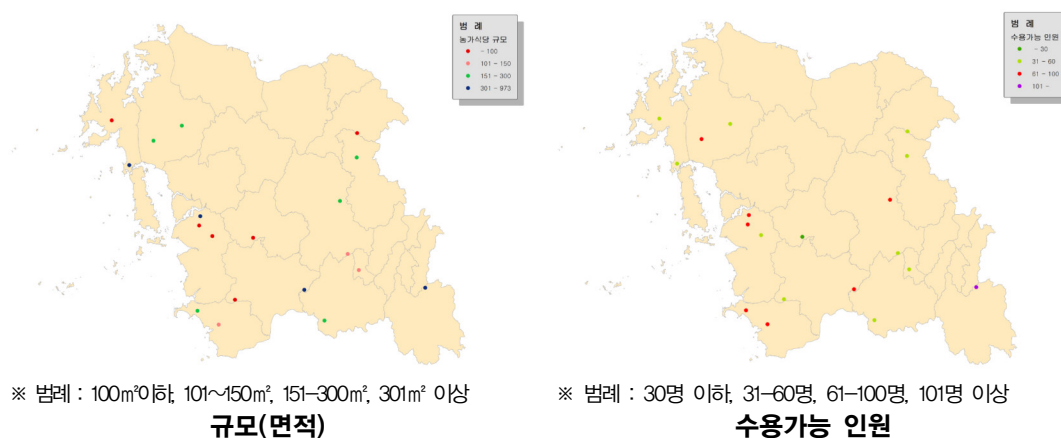 범 례
농가식당 규모
- 100
101 - 150
151 - 300
301 - 973
범 례
수용가능 인원
- 30
31 - 60
61 - 100
101 -
※ 범례 : 100㎡이하, 101~150㎡, 151-300㎡, 301㎡ 이상
규모(면적)
※ 범례 : 30명 이하, 31-60명, 61-100명, 101명 이상
수용가능 인원